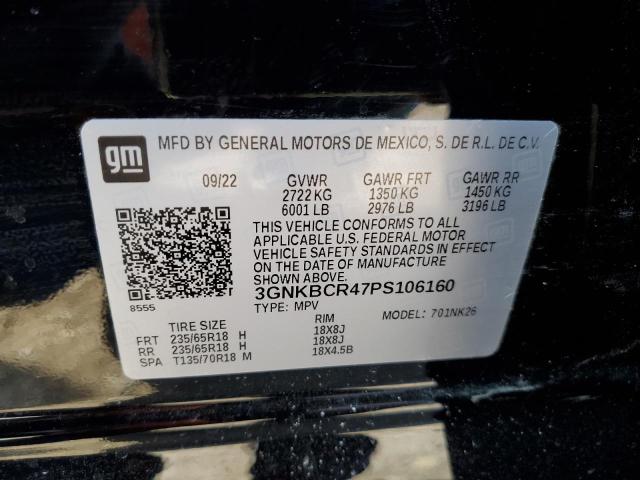 gm
MFD BY GENERAL MOTORS DE MEXICO, S. DE R.L. DE C.V.
09/22 GVWR GAWR FRT GAWR RR
2722 KG 1350 KG 1450 KG
6001 LB 2976 LB 3196 LB
THIS VEHICLE CONFORMS TO ALL
APPLICABLE U.S. FEDERAL MOTOR
VEHICLE SAFETY STANDARDS IN EFFECT
ON THE DATE OF MANUFACTURE
SHOWN ABOVE.
8555 3GNKBCR47PS106160
TYPE: MPV MODEL: 701NK26
TIRE SIZE RIM
FRT 235/65R18 H 18X8J
RR 235/65R18 H 18X8J
SPA T135/70R18 M 18X4.5B